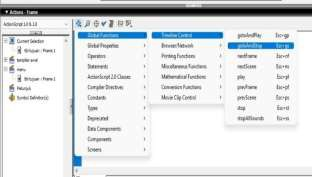 Actions - Frame
ActionScript 1.0 & 2.0
Global Functions
Global Properties
Operators
Statements
ActionScript 2.0 Classes
Compiler Directives
Constants
Types
Deprecated
Data Components
Components
Screens
Timeline Control
Browser/Network
Printing Functions
Miscellaneous Functions
Mathematical Functions
Conversion Functions
Movie Clip Control
gotoAndPlay Esc+gp
gotoAndStop Esc+gs
nextFrame Esc+nf
nextScene Esc+ns
play Esc+pl
prevFrame Esc+pf
prevScene Esc+ps
stop Esc+st
stopAllSounds Esc+ss
Current Selection
menu
Symbol Definition(s)